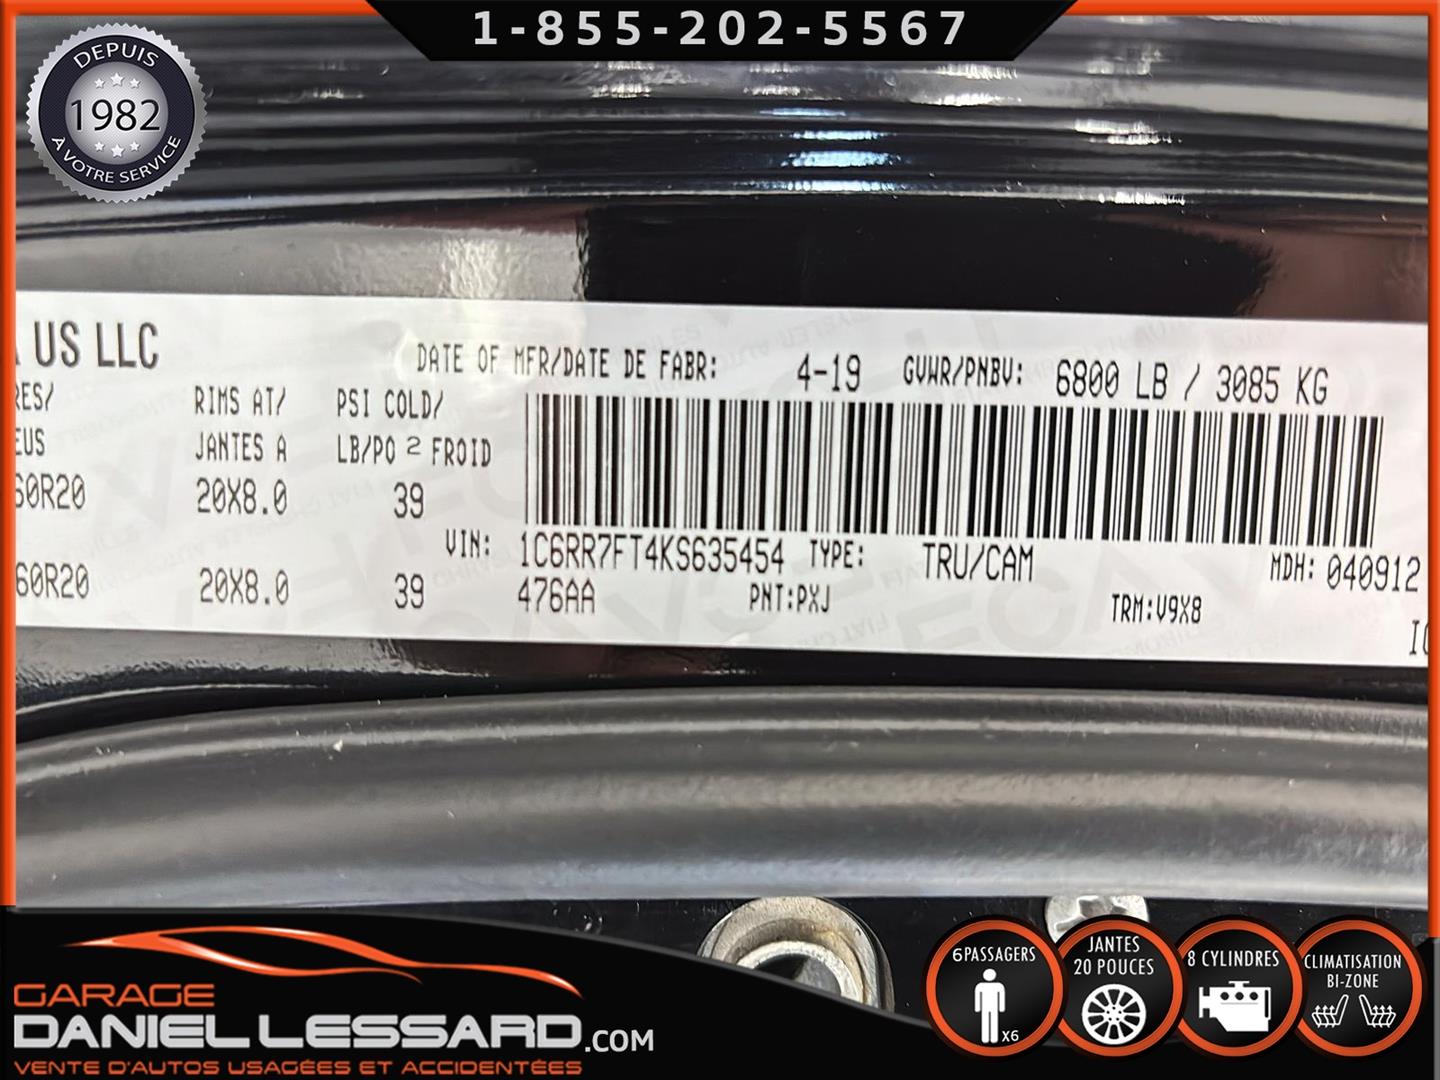 1-855-202-5567
DEPUIS
1982
À VOTRE SERVICE
US LLC
DATE OF MFR/DATE DE FABR: 4-19 GVWR/PNBV: 6800 LB / 3085 KG
RIMS AT/ PSI COLD/
JANTES A LB/PO 2 FROID
60R20 20X8.0 39
VIN: 1C6RR7FT4KS635454 TYPE: TRU/CAM MDH: 040912
60R20 20X8.0 39 476AA PNT:PXJ TRM:V9X8
GARAGE
DANIEL LESSARD.COM
VENTE D'AUTOS USAGÉES ET ACCIDENTÉES
6 PASSAGERS
X6
JANTES
20 POUCES
8 CYLINDRES
CLIMATISATION
BI-ZONE